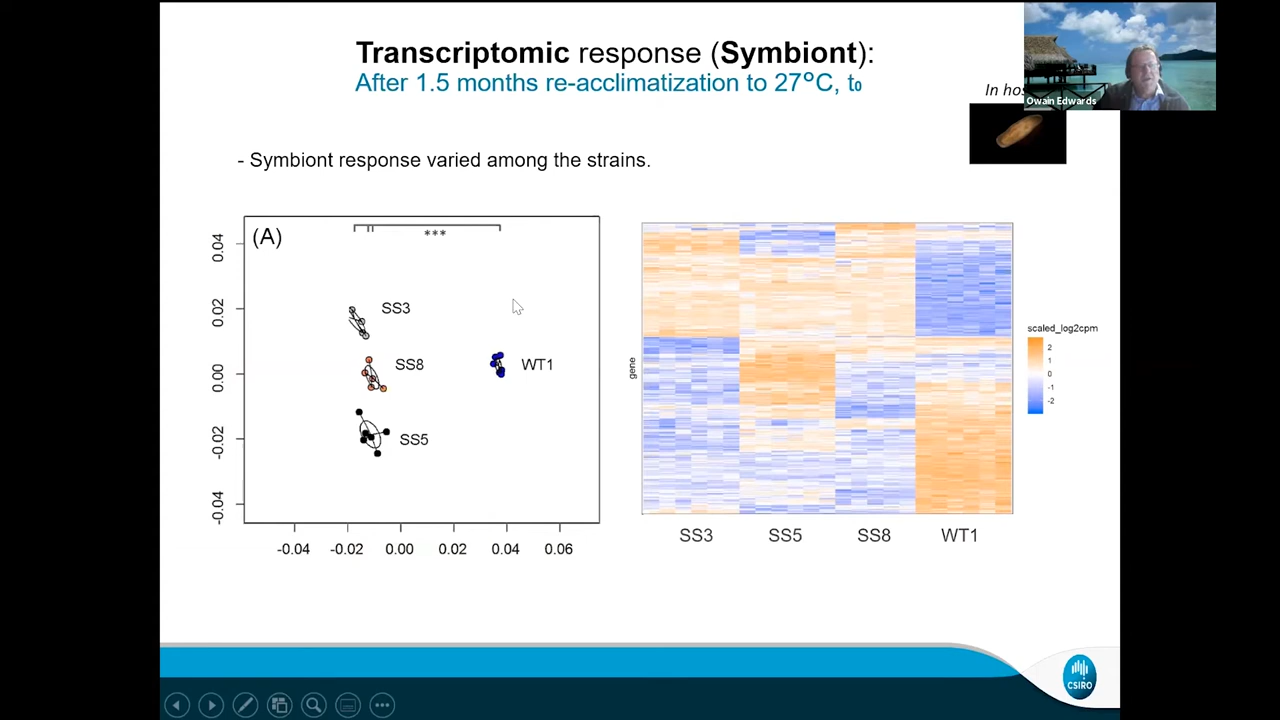 Transcriptomic response (Symbiont):
After 1.5 months re-acclimatization to 27°C, t0
In hos
Owain Edwards
- Symbiont response varied among the strains.
(A)
***
0.04
0.02
0.00
-0.02
-0.04
SS3
SS8
WT1
SS5
-0.04 -0.02 0.00 0.02 0.04 0.06
gene
scaled_log2cpm
2
1
0
-1
-2
SS3 SS5 SS8 WT1
CSIRO